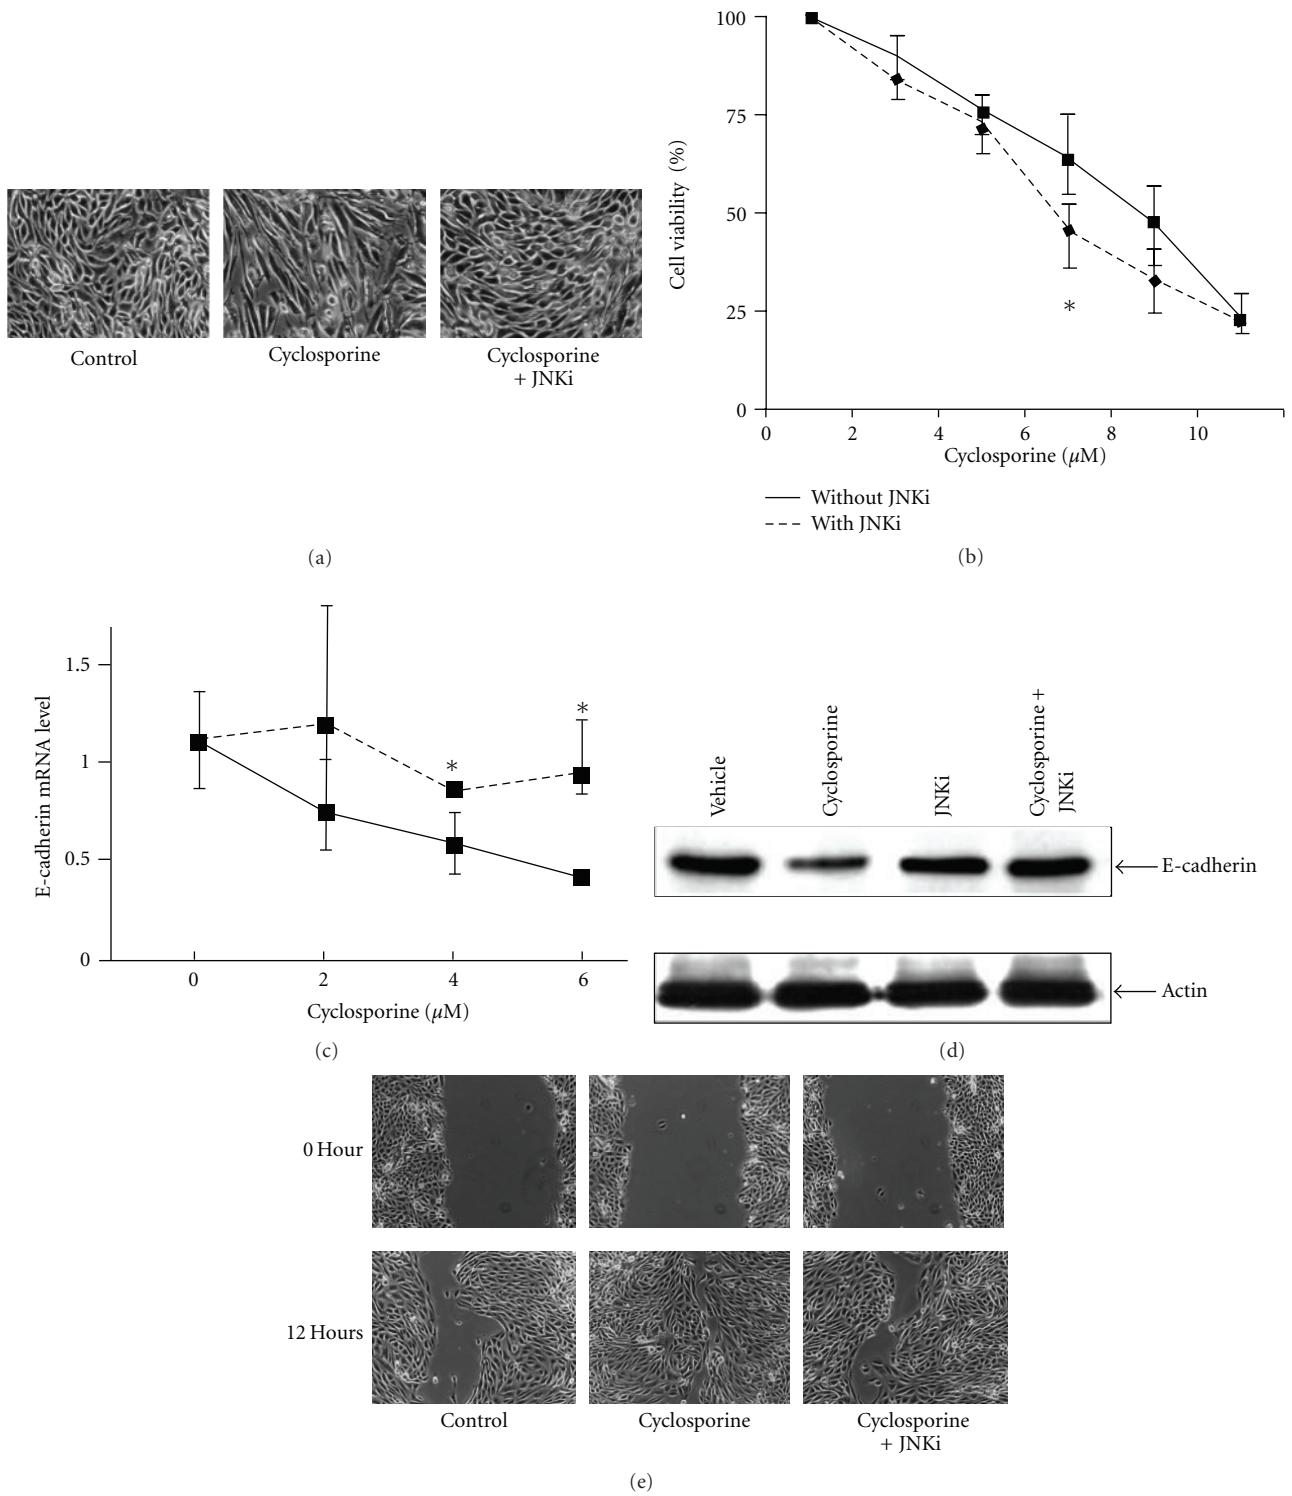 Control
Cyclosporine
Cyclosporine
+ JNKi
(a)
100
75
50
25
0
Cell viability (%)
*
0 2 4 6 8 10
Cyclosporine (μM)
Without JNKi
With JNKi
(b)
1.5
1
0.5
0
E-cadherin mRNA level
*
*
0 2 4 6
Cyclosporine (μM)
(c)
Vehicle
Cyclosporine
JNKi
Cyclosporine +
JNKi
E-cadherin
Actin
(d)
0 Hour
12 Hours
Control
Cyclosporine
Cyclosporine
+ JNKi
(e)